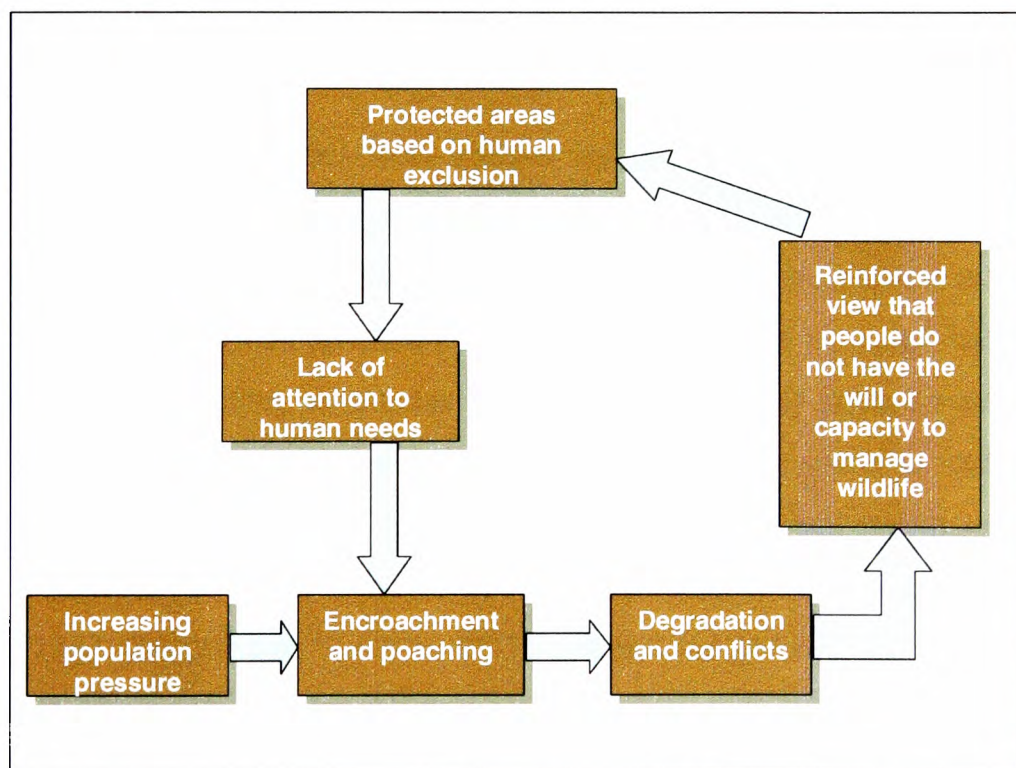 Protected areas
based on human
exclusion
Lack of
attention to
human needs
Reinforced
view that
people do
not have the
will or
capacity to
manage
wildlife
Increasing
population
pressure
Encroachment
and poaching
Degradation
and conflicts